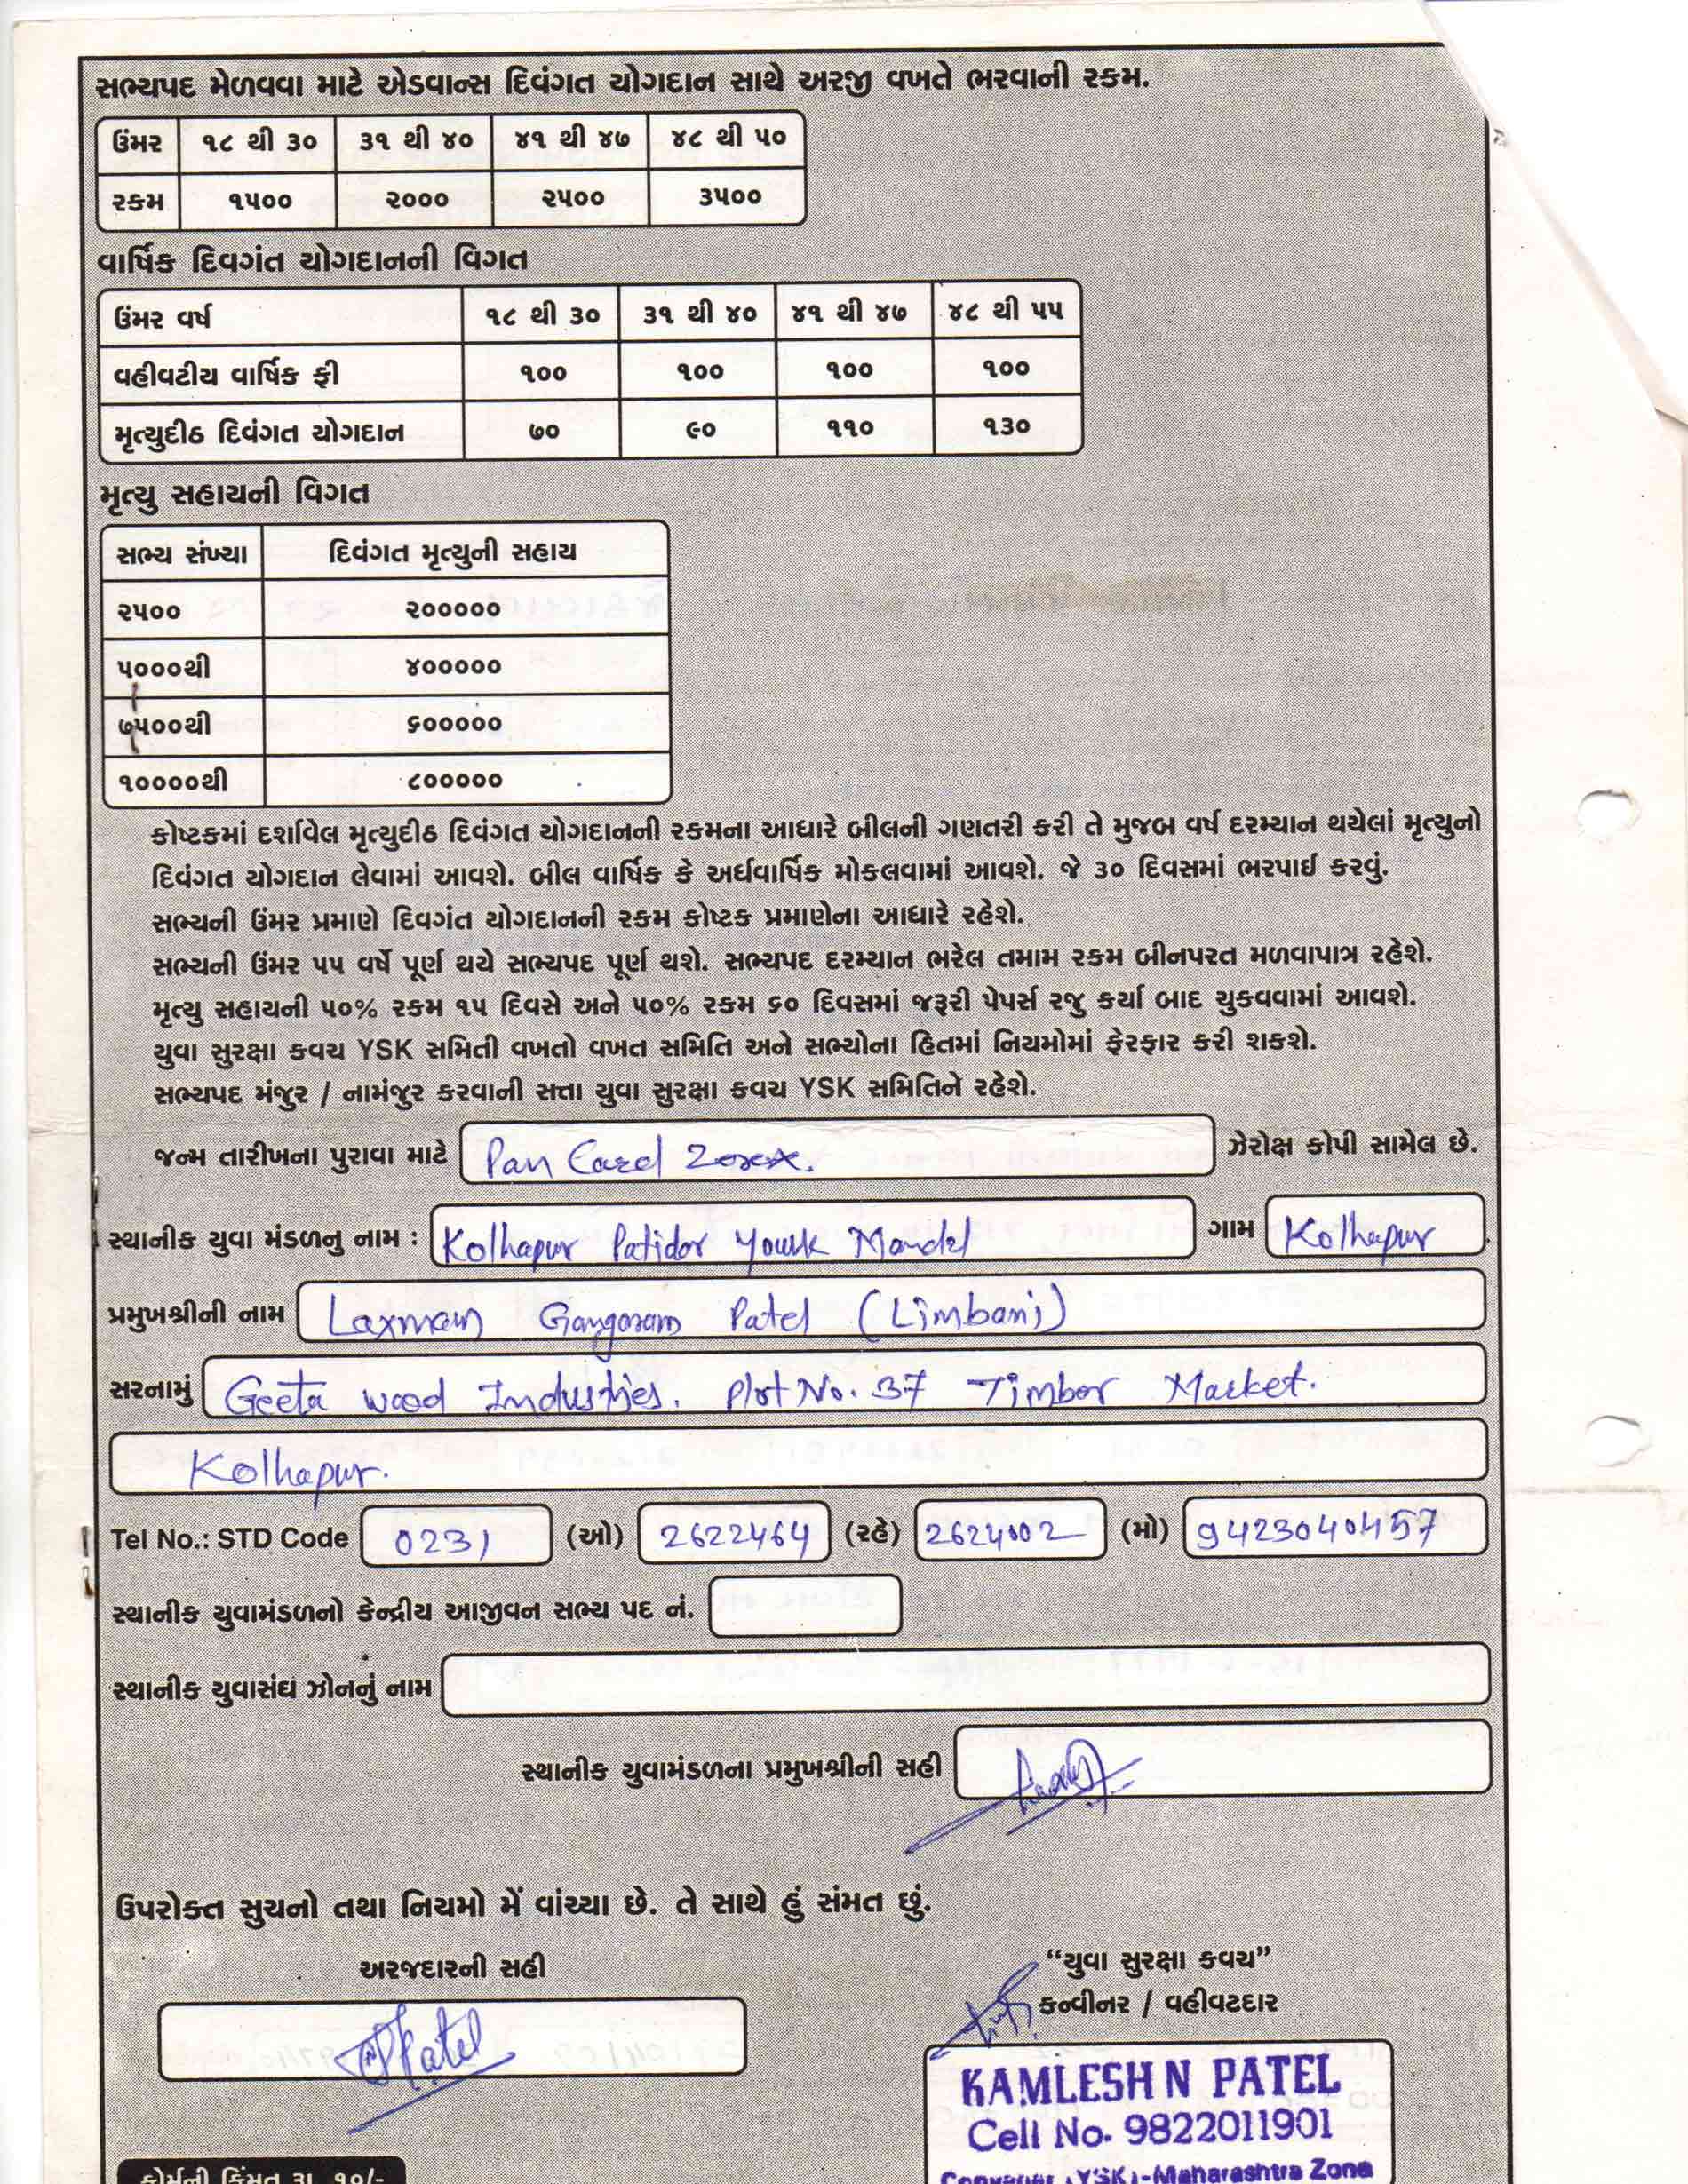 સભ્યપદ મેળવવા માટે એડવાન્સ દિવંગત યોગદાન સાથે અરજી વખતે ભરવાની રકમ.
ઉંમર ૧૮ થી ૩૦ ૩૧ થી ૪૦ ૪૧ થી ૪૭ ૪૮ થી ૫૦
રકમ ૧૫૦૦ ૨૦૦૦ ૨૫૦૦ ૩૫૦૦
વાર્ષિક દિવગંત યોગદાનની વિગત
ઉંમર વર્ષ ૧૮ થી ૩૦ ૩૧ થી ૪૦ ૪૧ થી ૪૭ ૪૮ થી ૫૫
વહીવટીય વાર્ષિક ફી ૧૦૦ ૧૦૦ ૧૦૦ ૧૦૦
મૃત્યુદીઠ દિવંગત યોગદાન ૭૦ ૯૦ ૧૧૦ ૧૩૦
મૃત્યુ સહાયની વિગત
સભ્ય સંખ્યા દિવંગત મૃત્યુની સહાય
૨૫૦૦ ૨૦૦૦૦૦
૫૦૦૦થી ૪૦૦૦૦૦
૭૫૦૦થી ૬૦૦૦૦૦
૧૦૦૦૦થી ૮૦૦૦૦૦
કોષ્ટકમાં દર્શાવેલ મૃત્યુદીઠ દિવંગત યોગદાનની રકમના આધારે બીલની ગણતરી કરી તે મુજબ વર્ષ દરમ્યાન થયેલાં મૃત્યુનો
દિવંગત યોગદાન લેવામાં આવશે. બીલ વાર્ષિક કે અર્ધવાર્ષિક મોકલવામાં આવશે. જે ૩૦ દિવસમાં ભરપાઈ કરવું.
સભ્યની ઉંમર પ્રમાણે દિવગંત યોગદાનની રકમ કોષ્ટક પ્રમાણેના આધારે રહેશે.
સભ્યની ઉંમર ૫૫ વર્ષે પૂર્ણ થયે સભ્યપદ પૂર્ણ થશે. સભ્યપદ દરમ્યાન ભરેલ તમામ રકમ બીનપરત મળવાપાત્ર રહેશે.
મૃત્યુ સહાયની ૫૦% રકમ ૧૫ દિવસે અને ૫૦% રકમ ૬૦ દિવસમાં જરૂરી પેપર્સ રજુ કર્યા બાદ ચુકવવામાં આવશે.
યુવા સુરક્ષા કવચ YSK સમિતી વખતો વખત સમિતિ અને સભ્યોના હિતમાં નિયમોમાં ફેરફાર કરી શકશે.
સભ્યપદ મંજુર / નામંજુર કરવાની સત્તા યુવા સુરક્ષા કવચ YSK સમિતિને રહેશે.
જન્મ તારીખના પુરાવા માટે Pan Card ઝેરોક્ષ કોપી સામેલ છે.
સ્થાનીક યુવા મંડળનુ નામ : Kolhapur Patidar Youvk Mandal ગામ Kolhapur
પ્રમુખશ્રીની નામ Laxman Gangaram Patel (Limbani)
સરનામું Geeta wood Industries. Plot No. 37 Timber Market.
Kolhapur.
Tel No.: STD Code 0231 (ઓ) 2622464 (રહે) 2624002 (મો) 9423040457
સ્થાનીક યુવામંડળનો કેન્દ્રીય આજીવન સભ્ય પદ નં.
સ્થાનીક યુવાસંઘ ઝોનનું નામ
સ્થાનીક યુવામંડળના પ્રમુખશ્રીની સહી
ઉપરોક્ત સુચનો તથા નિયમો મેં વાંચ્યા છે. તે સાથે હું સંમત છું.
અરજદારની સહી
Patel
“યુવા સુરક્ષા કવચ”
કન્વીનર / વહીવટદાર
KAMLESH N PATEL
Cell No. 9822011901
Convenor (YSK)-Maharashtra Zone
ફોર્મની કિંમત રૂા. ૧૦/-